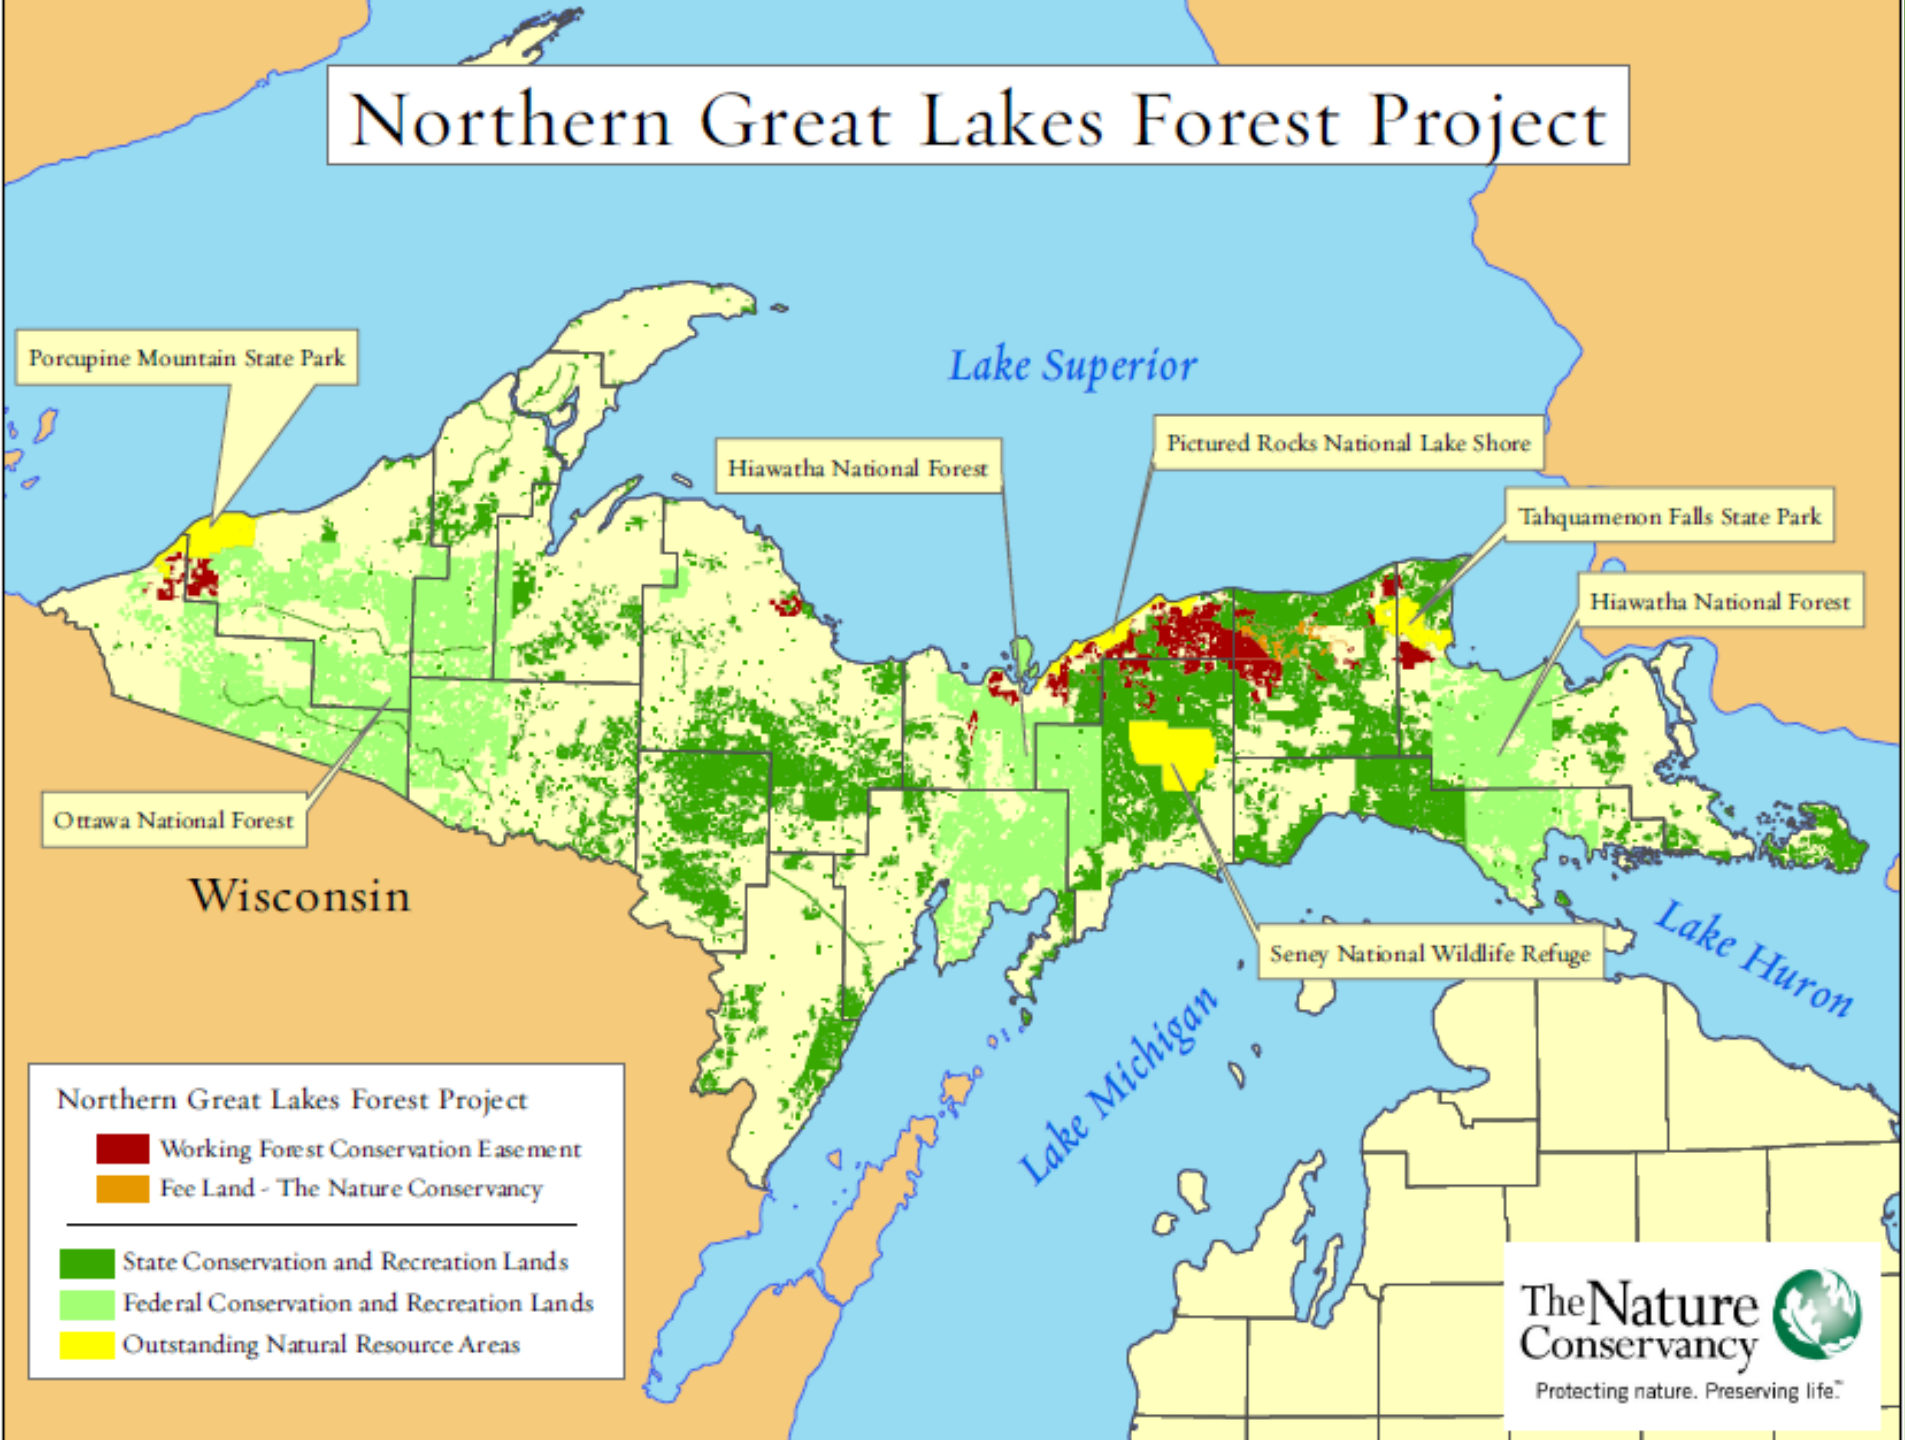 Northern Great Lakes Forest Project
Porcupine Mountain State Park
Lake Superior
Pictured Rocks National Lake Shore
Hiawatha National Forest
Tahquamenon Falls State Park
Hiawatha National Forest
Ottawa National Forest
Wisconsin
Seney National Wildlife Refuge
Lake Huron
Lake Michigan
Northern Great Lakes Forest Project
Working Forest Conservation Easement
Fee Land - The Nature Conservancy
State Conservation and Recreation Lands
Federal Conservation and Recreation Lands
Outstanding Natural Resource Areas
The Nature
Conservancy
Protecting nature. Preserving life.™